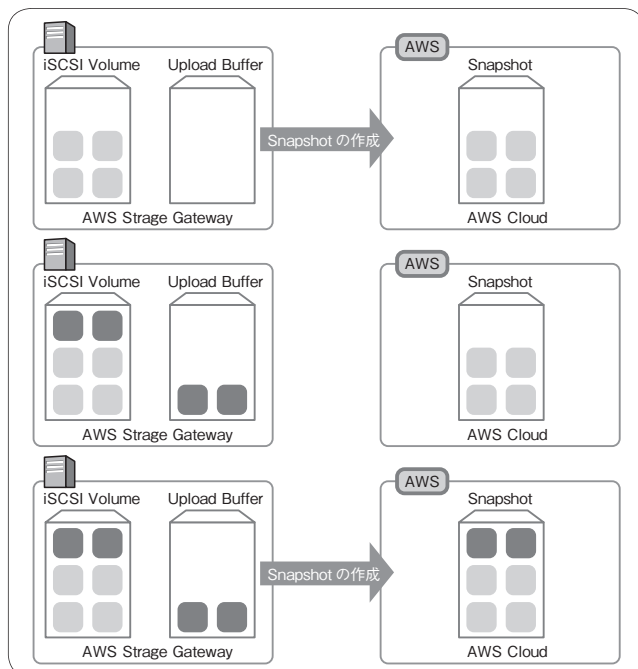 iSCSI Volume Upload Buffer
AWS
Snapshot
Snapshot の作成
AWS Strage Gateway
AWS Cloud
iSCSI Volume Upload Buffer
AWS
Snapshot
AWS Strage Gateway
AWS Cloud
iSCSI Volume Upload Buffer
AWS
Snapshot
Snapshot の作成
AWS Strage Gateway
AWS Cloud